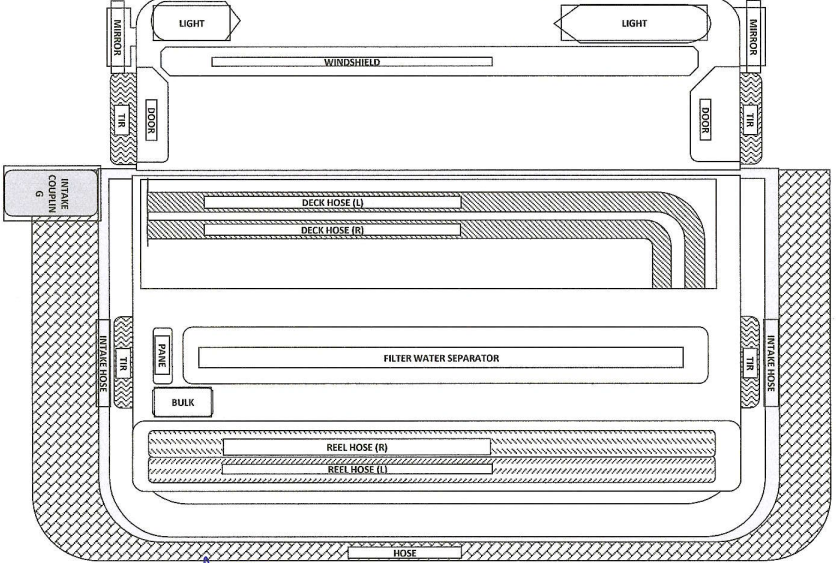 LIGHT
LIGHT
MIRROR
MIRROR
WINDSHIELD
TIR
DOOR
DOOR
TIR
INTAKE
COUPLIN
G
DECK HOSE (L)
DECK HOSE (R)
INTAKE HOSE
TIR
PANE
FILTER WATER SEPARATOR
TIR
INTAKE HOSE
BULK
REEL HOSE (R)
REEL HOSE (L)
HOSE